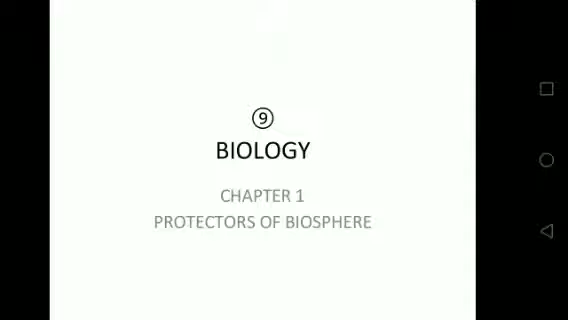 ⑨
BIOLOGY
CHAPTER 1
PROTECTORS OF BIOSPHERE